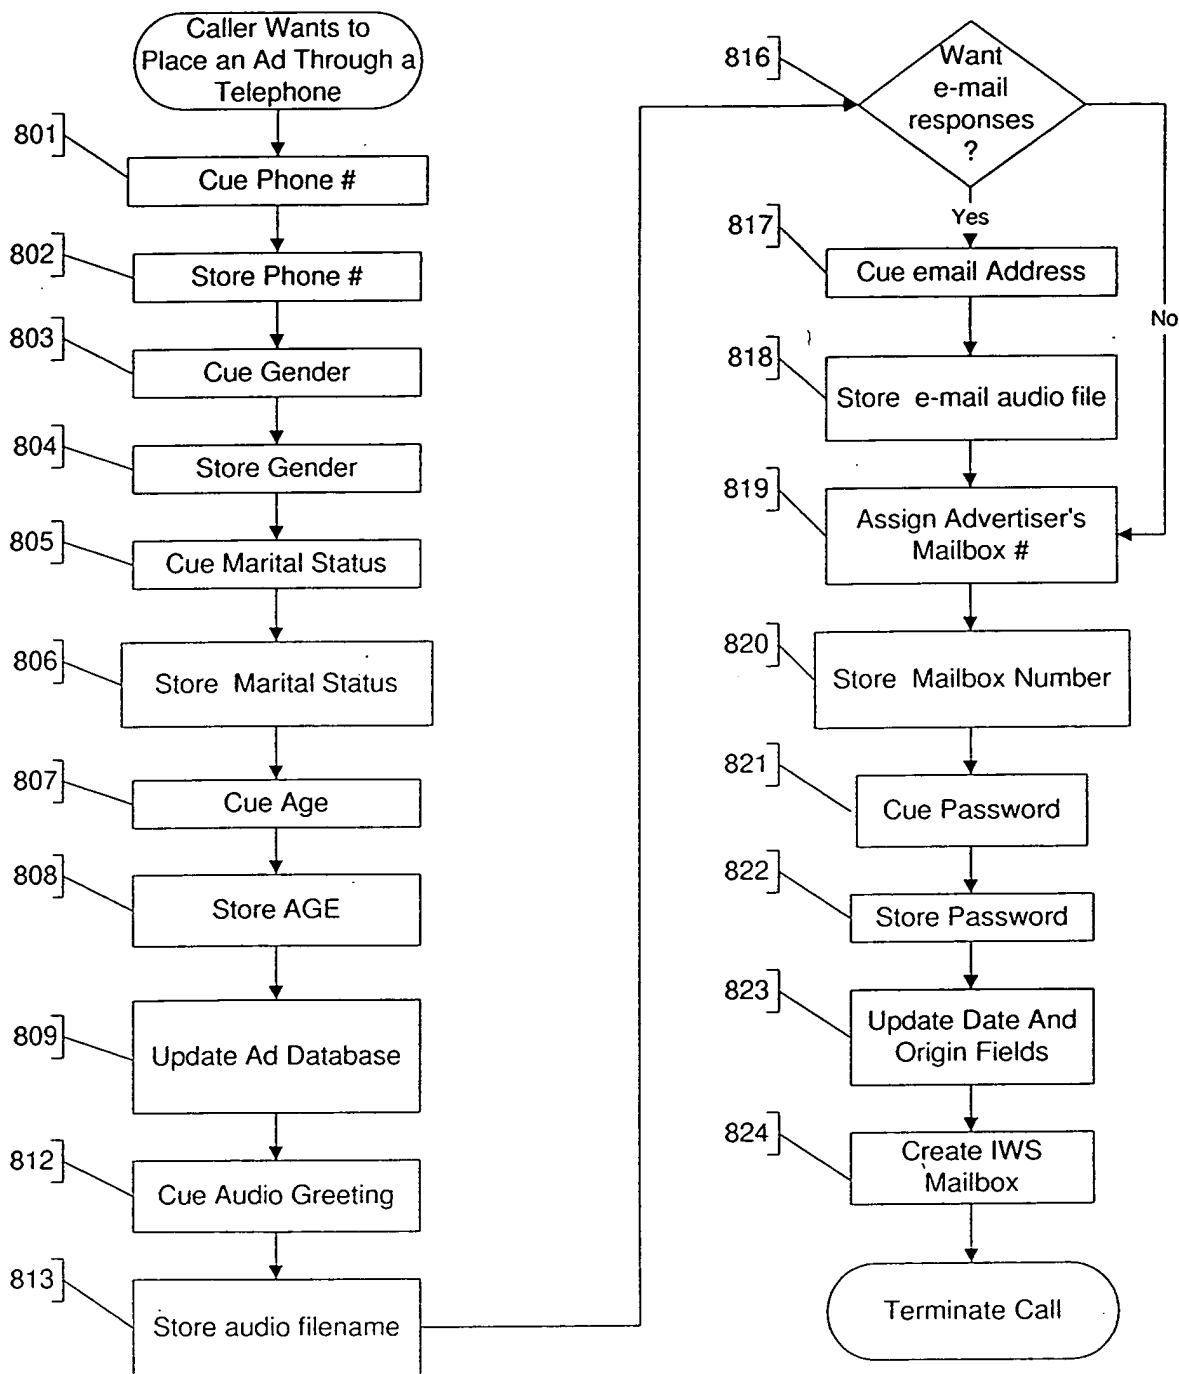 Caller Wants to
Place an Ad Through a
Telephone
801
Cue Phone #
802
Store Phone #
803
Cue Gender
804
Store Gender
805
Cue Marital Status
806
Store Marital Status
807
Cue Age
808
Store AGE
809
Update Ad Database
812
Cue Audio Greeting
813
Store audio filename
816
Want
e-mail
responses
?
Yes
No
817
Cue email Address
818
Store e-mail audio file
819
Assign Advertiser's
Mailbox #
820
Store Mailbox Number
821
Cue Password
822
Store Password
823
Update Date And
Origin Fields
824
Create IWS
Mailbox
Terminate Call